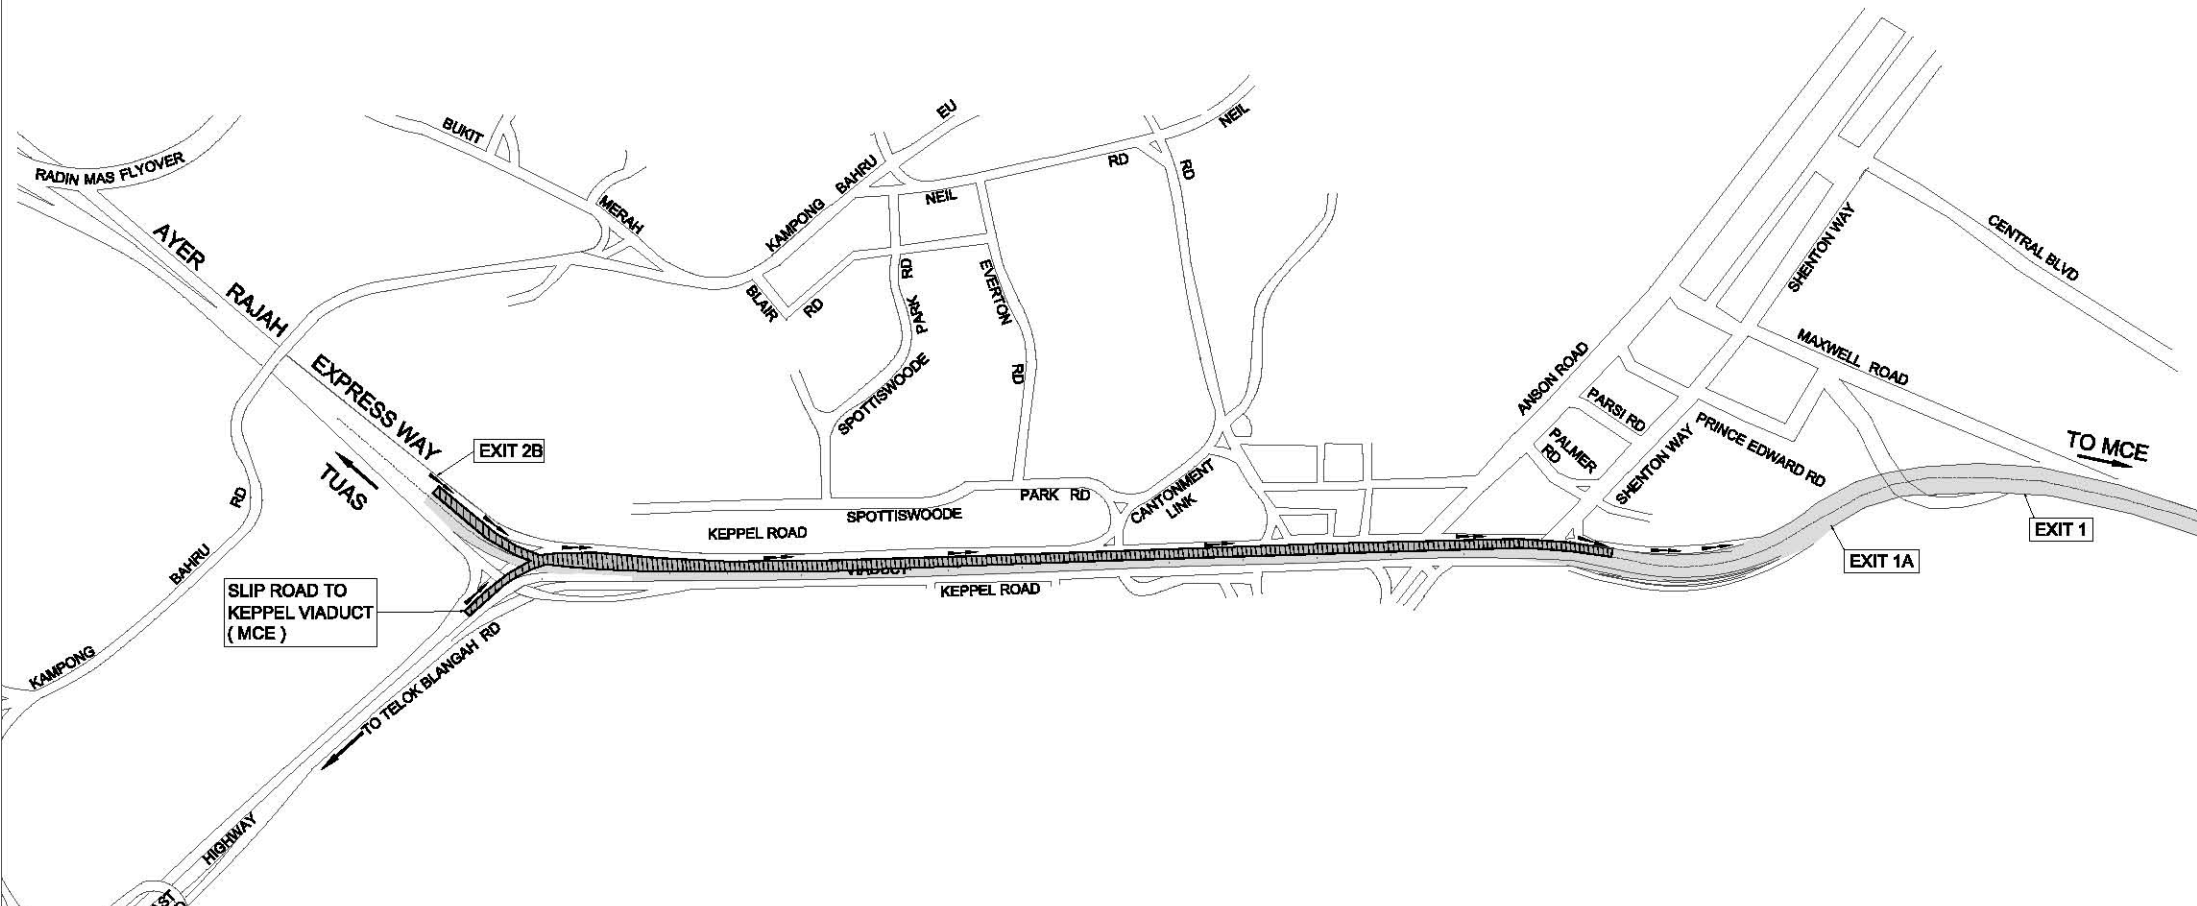 EU
NEIL
BUKIT
RADIN MAS FLYOVER
RD
RD
BAHRU
KAMPONG
NEIL
MERAH
AYER
RAJAH
EXPRESS WAY
SHENTON WAY
CENTRAL BLVD
RD
PARK
SPOTTISWOODE
EVERTON
RD
BLAIR
RD
ANSON ROAD
MAXWELL ROAD
PARSI RD
PALMER
RD
SHENTON WAY
PRINCE EDWARD RD
TO MCE
EXIT 2B
TUAS
RD
BAHRU
KAMPONG
CANTONMENT
LINK
SPOTTISWOODE
PARK RD
KEPPEL ROAD
VIADUCT
KEPPEL ROAD
EXIT 1
EXIT 1A
SLIP ROAD TO
KEPPEL VIADUCT
( MCE )
TO TELOK BLANGAH RD
HIGHWAY